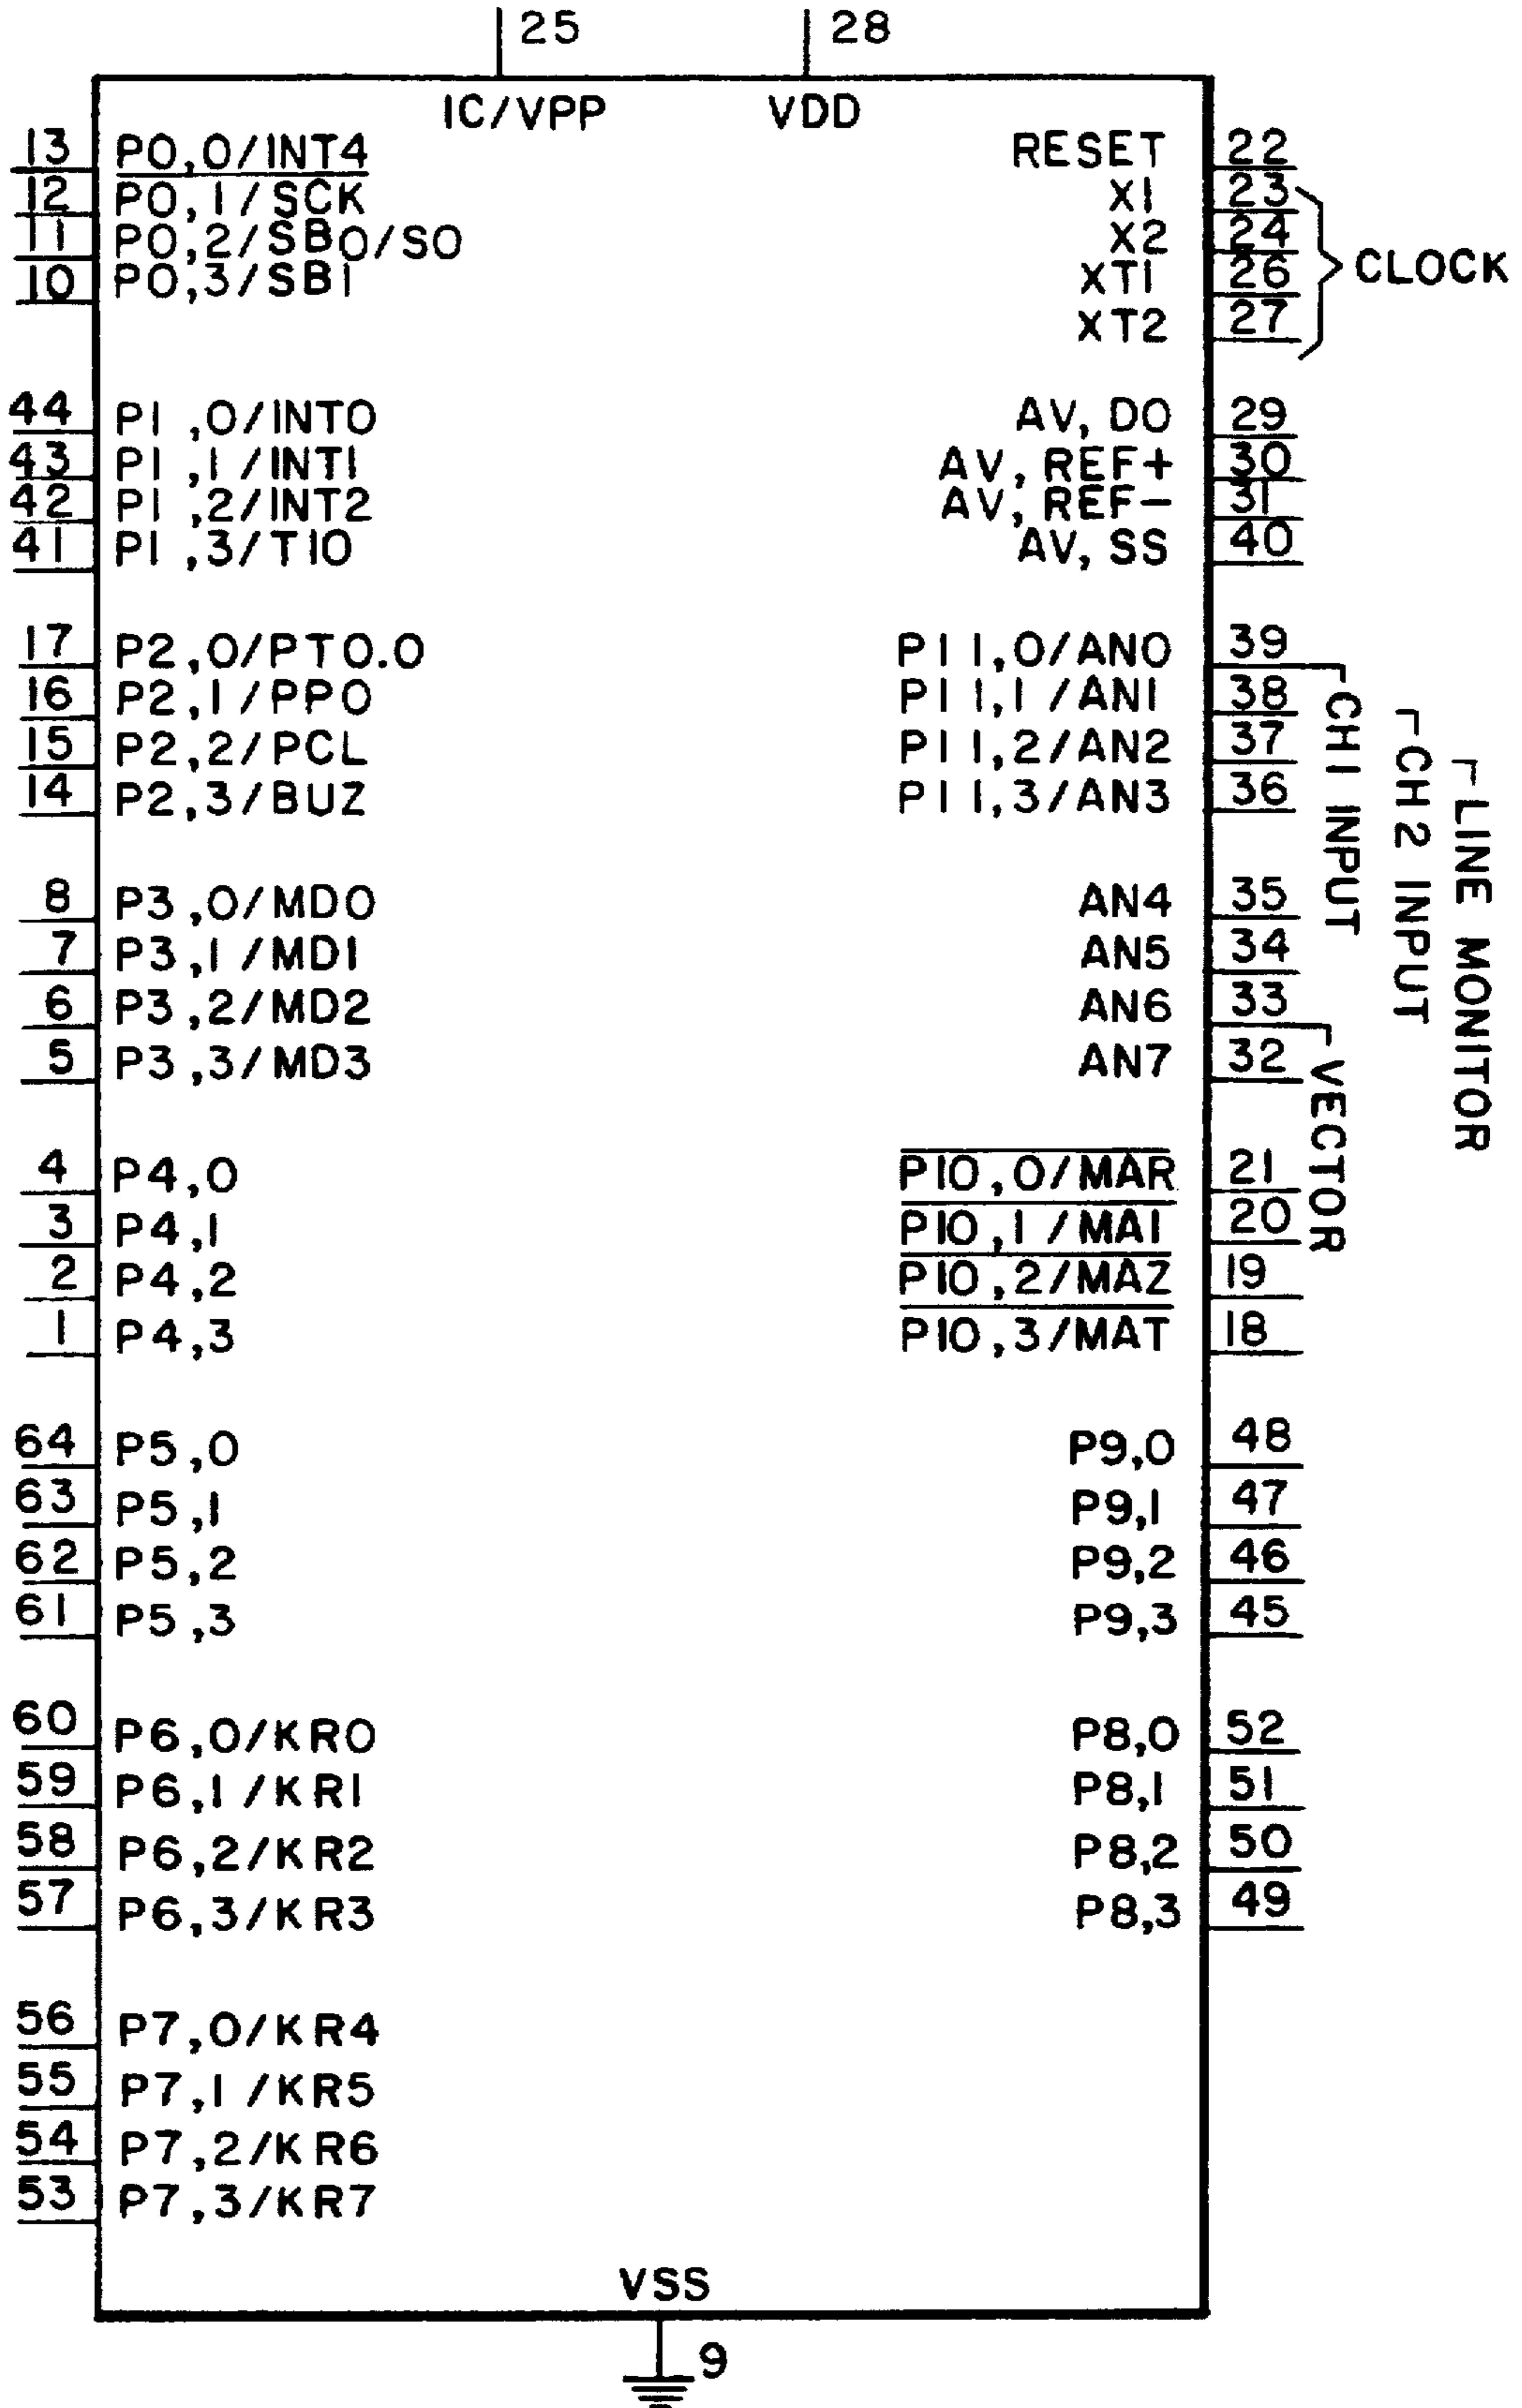 25 28
IC/VPP VDD
13 P0,0/INT4
12 P0,1/SCK
11 P0,2/SB0/SO
10 P0,3/SB1
44 P1,0/INT0
43 P1,1/INT1
42 P1,2/INT2
41 P1,3/TI0
17 P2,0/PT0.0
16 P2,1/PPO
15 P2,2/PCL
14 P2,3/BUZ
8 P3,0/MD0
7 P3,1/MD1
6 P3,2/MD2
5 P3,3/MD3
4 P4,0
3 P4,1
2 P4,2
1 P4,3
64 P5,0
63 P5,1
62 P5,2
61 P5,3
60 P6,0/KR0
59 P6,1/KR1
58 P6,2/KR2
57 P6,3/KR3
56 P7,0/KR4
55 P7,1/KR5
54 P7,2/KR6
53 P7,3/KR7
RESET 22
X1 23
X2 24
XT1 26
XT2 27
CLOCK
AV, DO 29
AV, REF+ 30
AV, REF- 31
AV, SS 40
P11,0/AN0 39
P11,1/AN1 38
P11,2/AN2 37
P11,3/AN3 36
AN4 35
AN5 34
AN6 33
AN7 32
CH1 INPUT
CH2 INPUT
LINE MONITOR
VECTOR
P10,0/MAR 21
P10,1/MAI 20
P10,2/MAZ 19
P10,3/MAT 18
P9,0 48
P9,1 47
P9,2 46
P9,3 45
P8,0 52
P8,1 51
P8,2 50
P8,3 49
VSS
9